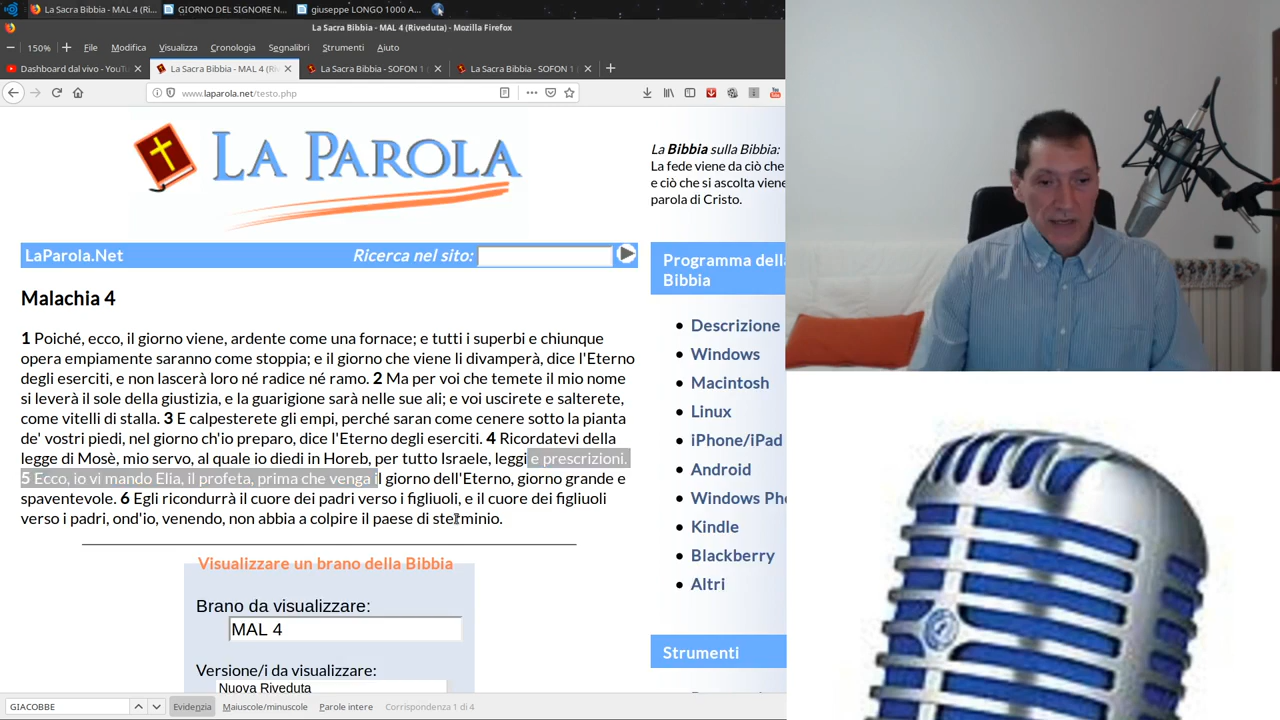 La Sacra Bibbia - MAL 4 (Ri...
GIORNO DEL SIGNORE N...
giuseppe LONGO 1000 A...
La Sacra Bibbia - MAL 4 (Riveduta) - Mozilla Firefox
150%
File Modifica Visualizza Cronologia Segnalibri Strumenti Aiuto
Dashboard dal vivo - YouTu
La Sacra Bibbia - MAL 4 (Ri
La Sacra Bibbia - SOFON 1
La Sacra Bibbia - SOFON 1
www.laparola.net/testo.php
LA PAROLA
La Bibbia sulla Bibbia:
La fede viene da ciò che
e ciò che si ascolta viene
parola di Cristo.
LaParola.Net
Ricerca nel sito:
Malachia 4
1 Poiché, ecco, il giorno viene, ardente come una fornace; e tutti i superbi e chiunque
opera empiamente saranno come stoppia; e il giorno che viene li divamperà, dice l'Eterno
degli eserciti, e non lascerà loro né radice né ramo. 2 Ma per voi che temete il mio nome
si leverà il sole della giustizia, e la guarigione sarà nelle sue ali; e voi uscirete e salterete,
come vitelli di stalla. 3 E calpesterete gli empi, perché saran come cenere sotto la pianta
de' vostri piedi, nel giorno ch'io preparo, dice l'Eterno degli eserciti. 4 Ricordatevi della
legge di Mosè, mio servo, al quale io diedi in Horeb, per tutto Israele, leggi e prescrizioni.
5 Ecco, io vi mando Elia, il profeta, prima che venga il giorno dell'Eterno, giorno grande e
spaventevole. 6 Egli ricondurrà il cuore dei padri verso i figliuoli, e il cuore dei figliuoli
verso i padri, ond'io, venendo, non abbia a colpire il paese di sterminio.
Visualizzare un brano della Bibbia
Brano da visualizzare:
MAL 4
Versione/i da visualizzare:
Nuova Riveduta
Programma della
Bibbia
Descrizione
Windows
Macintosh
Linux
iPhone/iPad
Android
Windows Pho
Kindle
Blackberry
Altri
Strumenti
GIACOBBE
Evidenzia
Maiuscole/minuscole
Parole intere
Corrispondenza 1 di 4